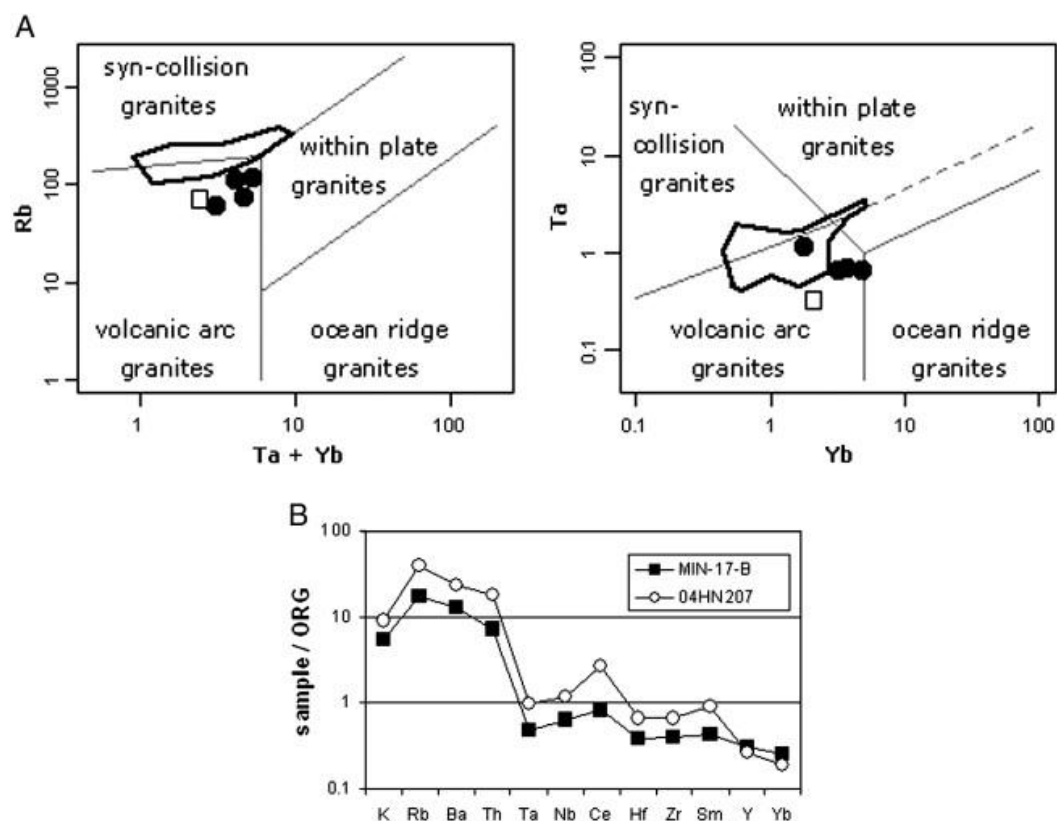 A
syn-collision
granites
within plate
granites
volcanic arc
granites
ocean ridge
granites
Rb
1000
100
10
1
1
10
100
Ta + Yb
syn-
collision
granites
within plate
granites
volcanic arc
granites
ocean ridge
granites
Ta
100
10
1
0.1
0.1
1
10
100
Yb
B
100
10
1
0.1
sample / ORG
MIN-17-B
04HN207
K Rb Ba Th Ta Nb Ce Hf Zr Sm Y Yb